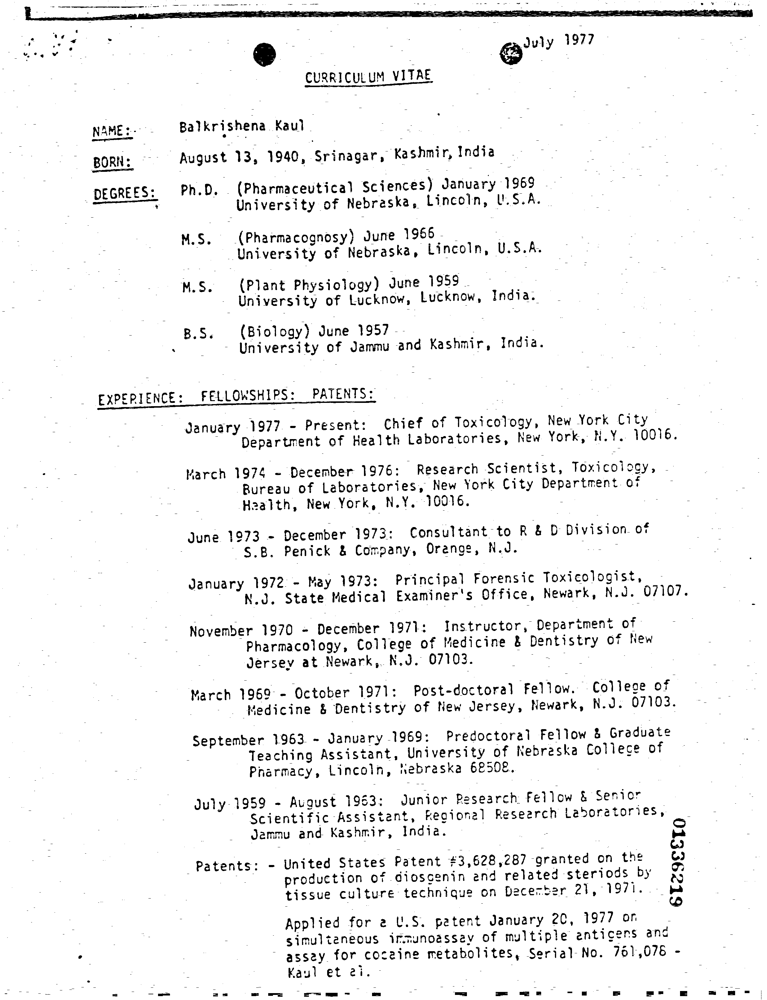 July 1977
CURRICULUM VITAE
NAME: Balkrishena Kaul
BORN: August 13, 1940, Srinagar, Kashmir, India
DEGREES: Ph.D. (Pharmaceutical Sciences) January 1969
University of Nebraska, Lincoln, U.S.A.
M.S. (Pharmacognosy) June 1966
University of Nebraska, Lincoln, U.S.A.
M.S. (Plant Physiology) June 1959
University of Lucknow, Lucknow, India.
B.S. (Biology) June 1957
University of Jammu and Kashmir, India.
EXPERIENCE: FELLOWSHIPS: PATENTS:
January 1977 - Present: Chief of Toxicology, New York City
Department of Health Laboratories, New York, N.Y. 10016.
March 1974 - December 1976: Research Scientist, Toxicology,
Bureau of Laboratories, New York City Department of
Health, New York, N.Y. 10016.
June 1973 - December 1973: Consultant to R & D Division of
S.B. Penick & Company, Orange, N.J.
January 1972 - May 1973: Principal Forensic Toxicologist,
N.J. State Medical Examiner's Office, Newark, N.J. 07107.
November 1970 - December 1971: Instructor, Department of
Pharmacology, College of Medicine & Dentistry of New
Jersey at Newark, N.J. 07103.
March 1969 - October 1971: Post-doctoral Fellow. College of
Medicine & Dentistry of New Jersey, Newark, N.J. 07103.
September 1963 - January 1969: Predoctoral Fellow & Graduate
Teaching Assistant, University of Nebraska College of
Pharmacy, Lincoln, Nebraska 68508.
July 1959 - August 1963: Junior Research Fellow & Senior
Scientific Assistant, Regional Research Laboratories,
Jammu and Kashmir, India.
Patents: - United States Patent #3,628,287 granted on the
production of diosgenin and related steriods by
tissue culture technique on December 21, 1971.
Applied for a U.S. patent January 20, 1977 on
simultaneous immunoassay of multiple antigens and
assay for cocaine metabolites, Serial No. 761,078 -
Kaul et al.
01336219